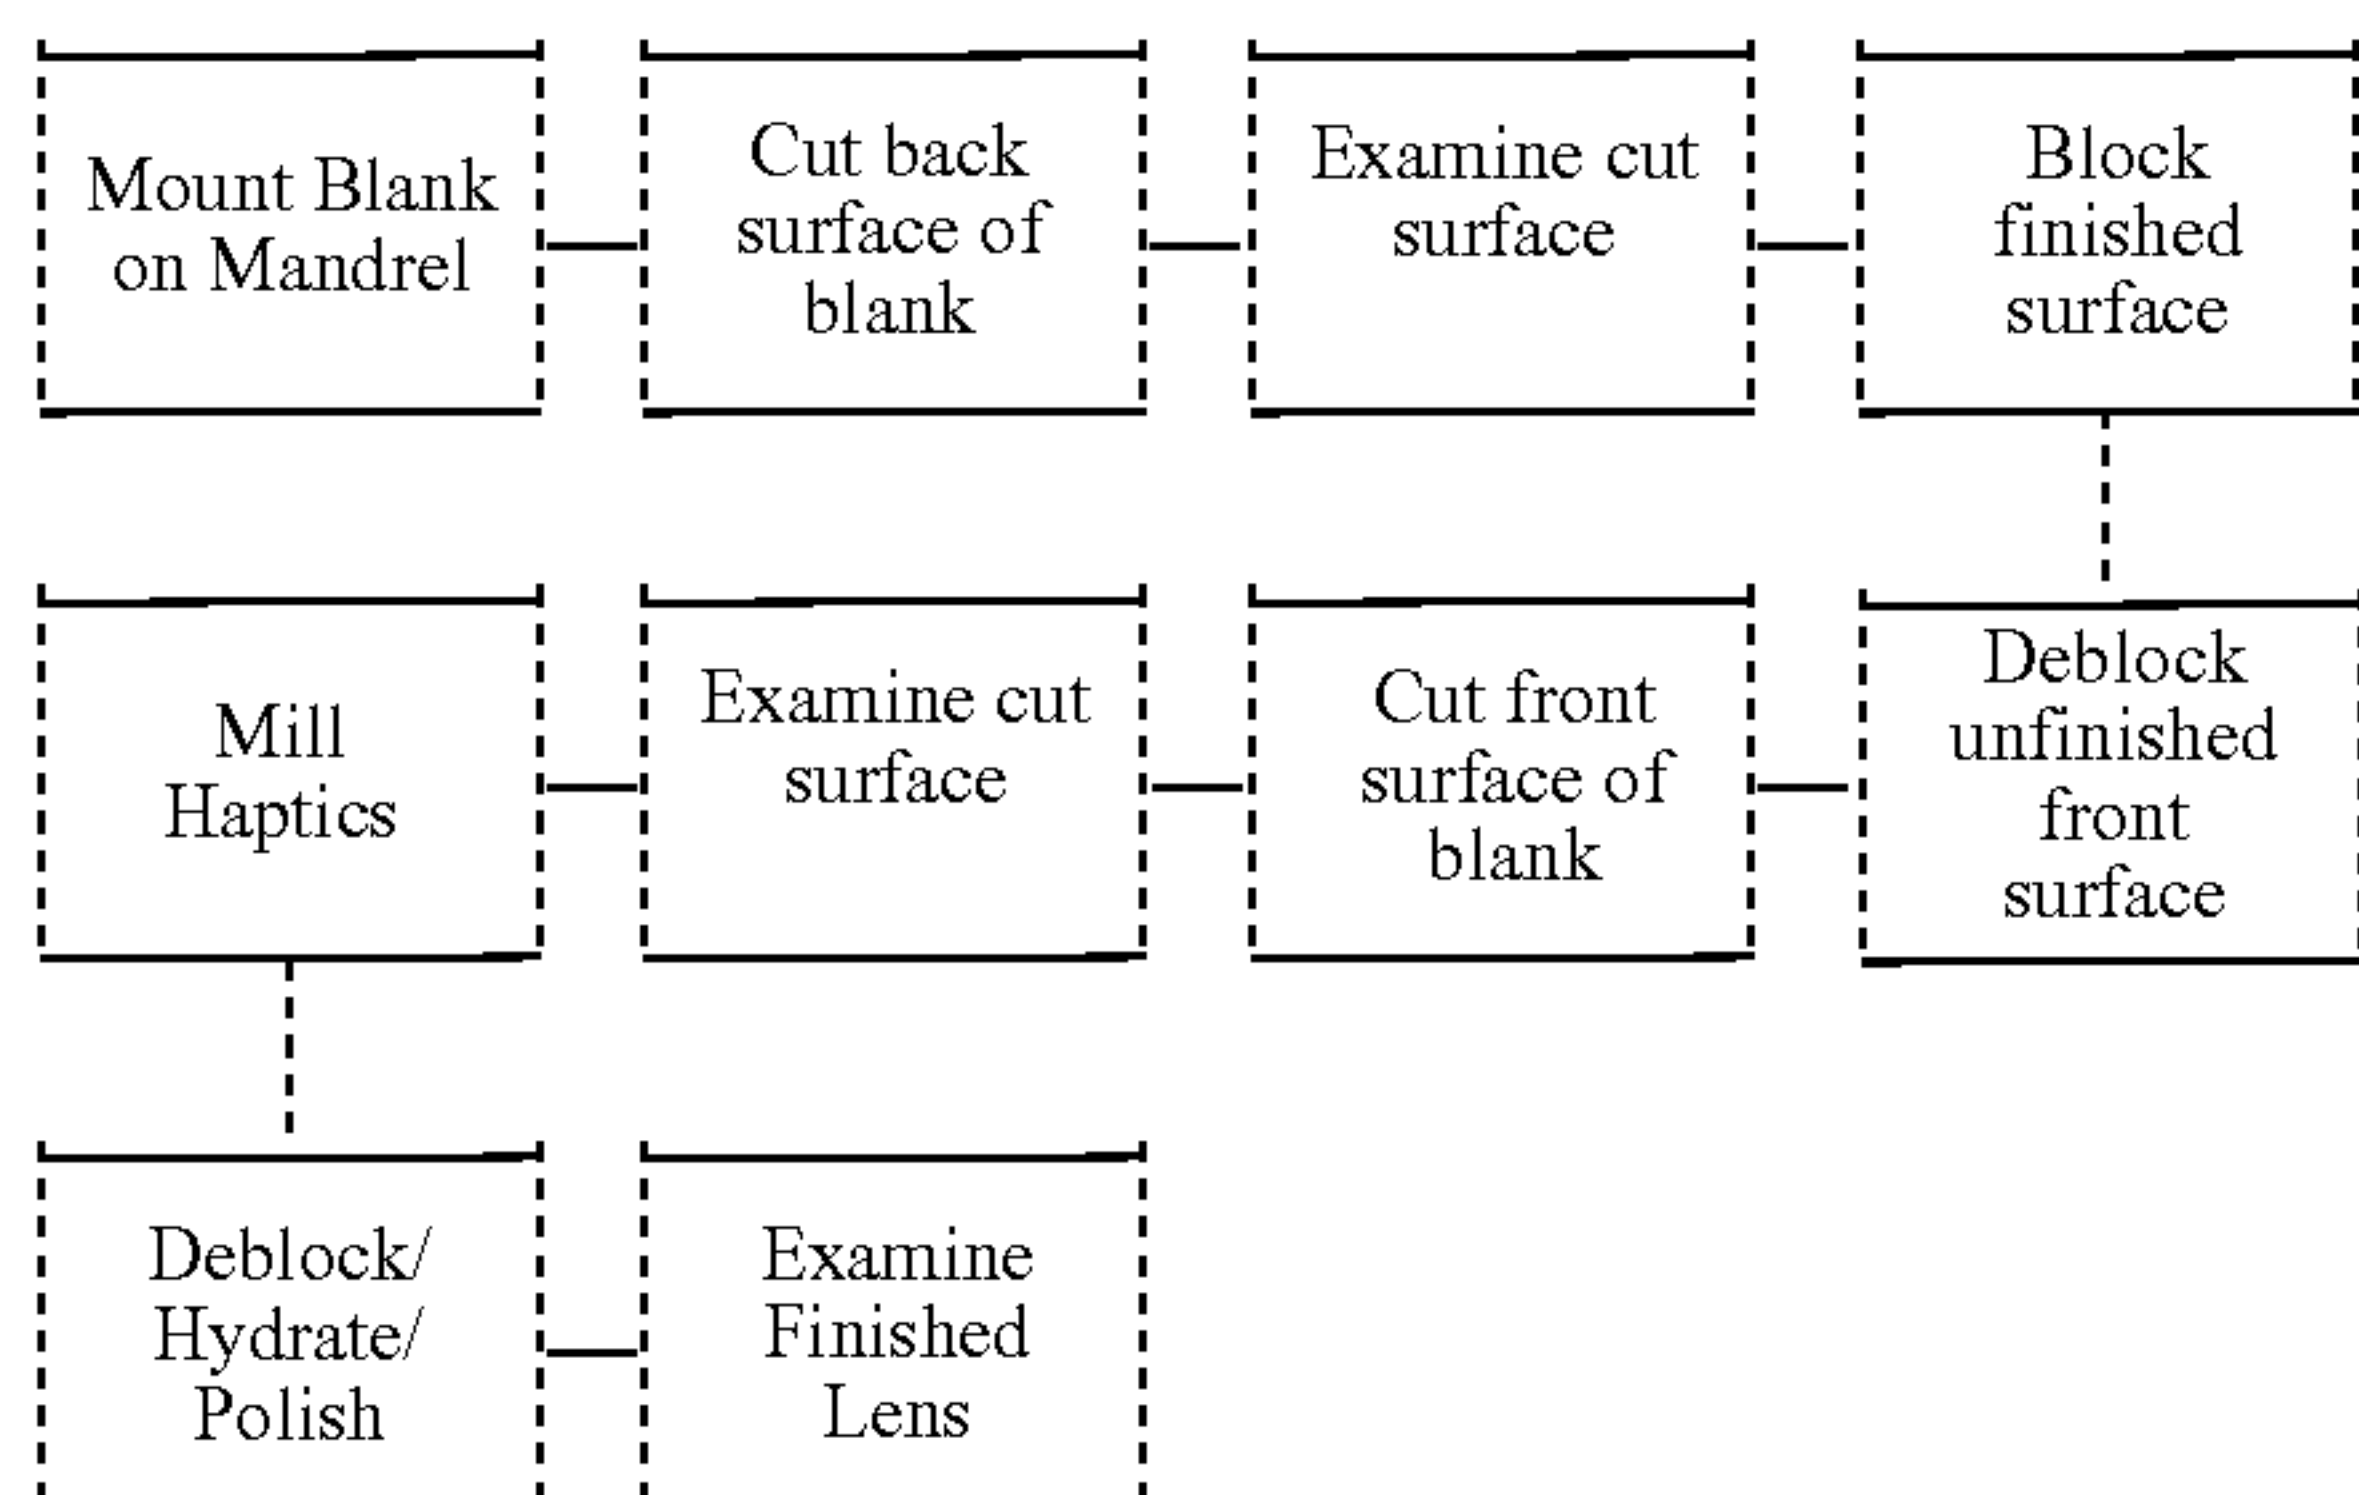 Mount Blank
on Mandrel
Cut back
surface of
blank
Examine cut
surface
Block
finished
surface
Mill
Haptics
Examine cut
surface
Cut front
surface of
blank
Deblock
unfinished
front
surface
Deblock/
Hydrate/
Polish
Examine
Finished
Lens